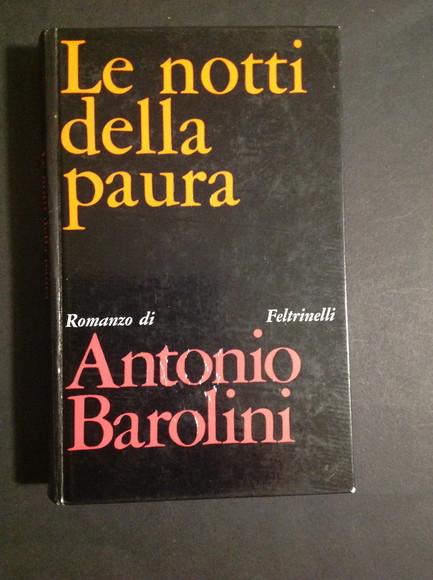 Le notti
della
paura
Romanzo di
Feltrinelli
Antonio
Barolini